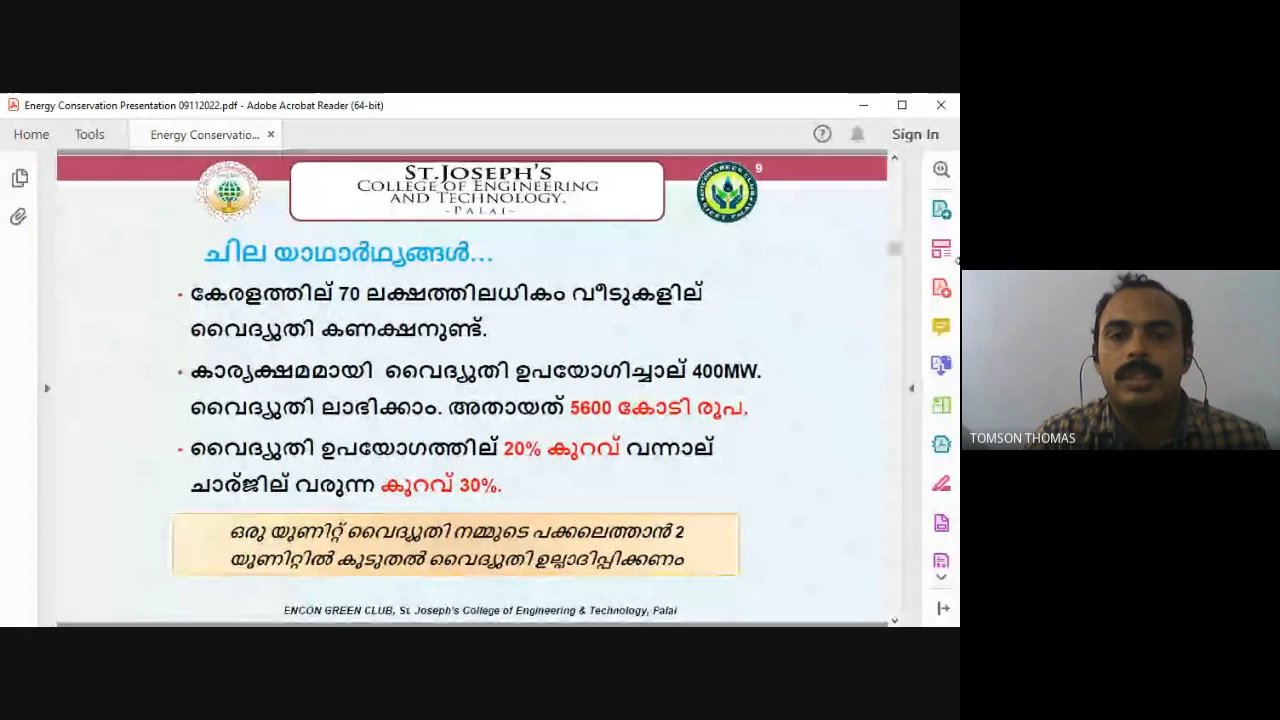 Energy Conservation Presentation 09112022.pdf - Adobe Acrobat Reader (64-bit)
Home Tools Energy Conservatio... Sign In
9
ST.JOSEPH'S
COLLEGE OF ENGINEERING
AND TECHNOLOGY,
-PALAI-
ചില യാഥാർഥ്യങ്ങൾ...
- കേരളത്തില് 70 ലക്ഷത്തിലധികം വീടുകളില്
വൈദ്യുതി കണക്ഷനുണ്ട്.
- കാര്യക്ഷമമായി വൈദ്യുതി ഉപയോഗിച്ചാല് 400MW.
വൈദ്യുതി ലാഭിക്കാം. അതായത് 5600 കോടി രൂപ.
- വൈദ്യുതി ഉപയോഗത്തില് 20% കുറവ് വന്നാല്
ചാര്ജില് വരുന്ന കുറവ് 30%.
ഒരു യൂണിറ്റ് വൈദ്യുതി നമ്മുടെ പക്കലെത്താൻ 2
യൂണിറ്റിൽ കൂടുതൽ വൈദ്യുതി ഉല്പാദിപ്പിക്കണം
ENCON GREEN CLUB, St. Joseph's College of Engineering & Technology, Palai
TOMSON THOMAS